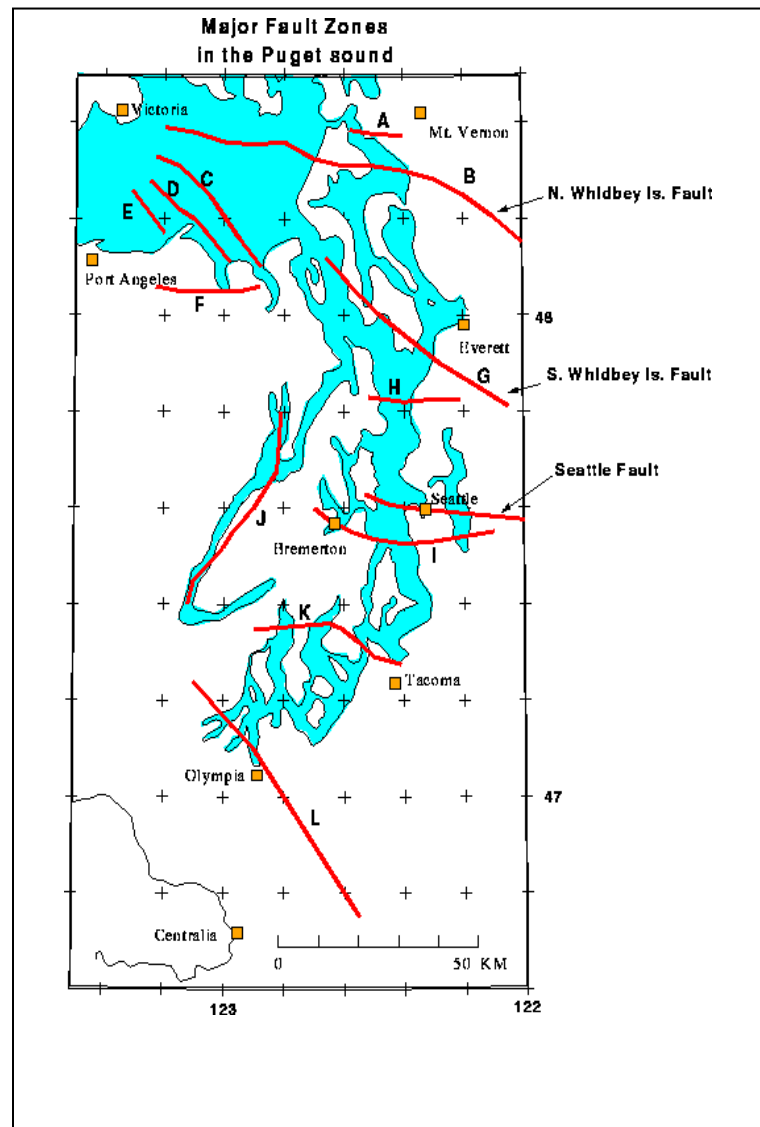 Major Fault Zones
in the Puget sound
Victoria
A
Mt. Vernon
B
C
D
N. Whidbey Is. Fault
E
Port Angeles
F
48
Everett
G
S. Whidbey Is. Fault
H
Seattle Fault
Seattle
J
Bremerton
I
K
Tacoma
Olympia
47
L
Centralia
0 50 KM
123
122